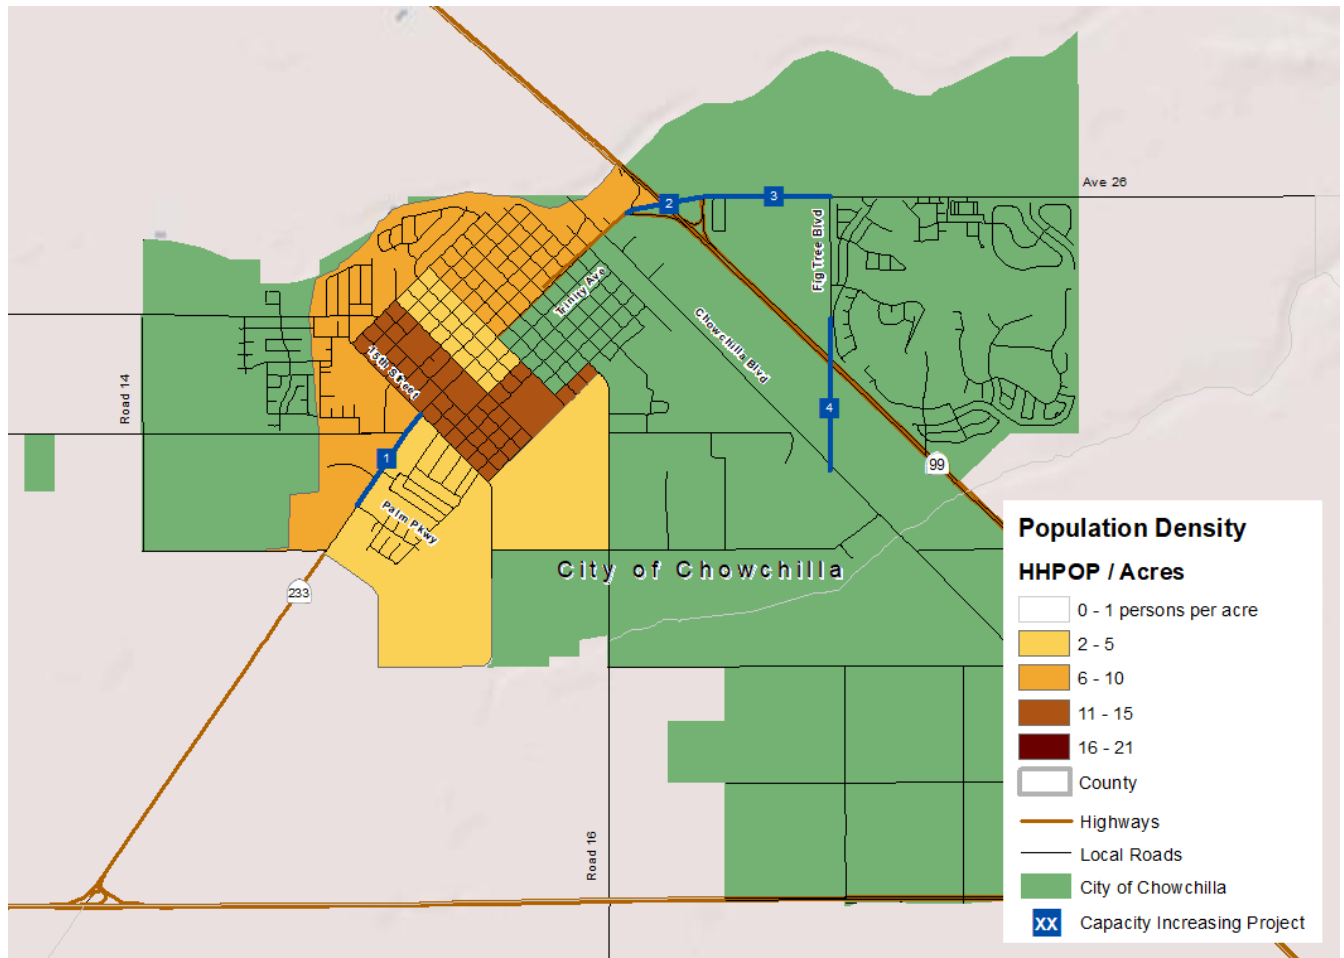 Ave 26
2
3
Fig Tree Blvd
Trinity Ave
Chowchilla Blvd
15th Street
Road 14
4
1
99
Palm Pkwy
City of Chowchilla
233
Road 16
Population Density
HHPOP / Acres
0 - 1 persons per acre
2 - 5
6 - 10
11 - 15
16 - 21
County
Highways
Local Roads
City of Chowchilla
XX Capacity Increasing Project